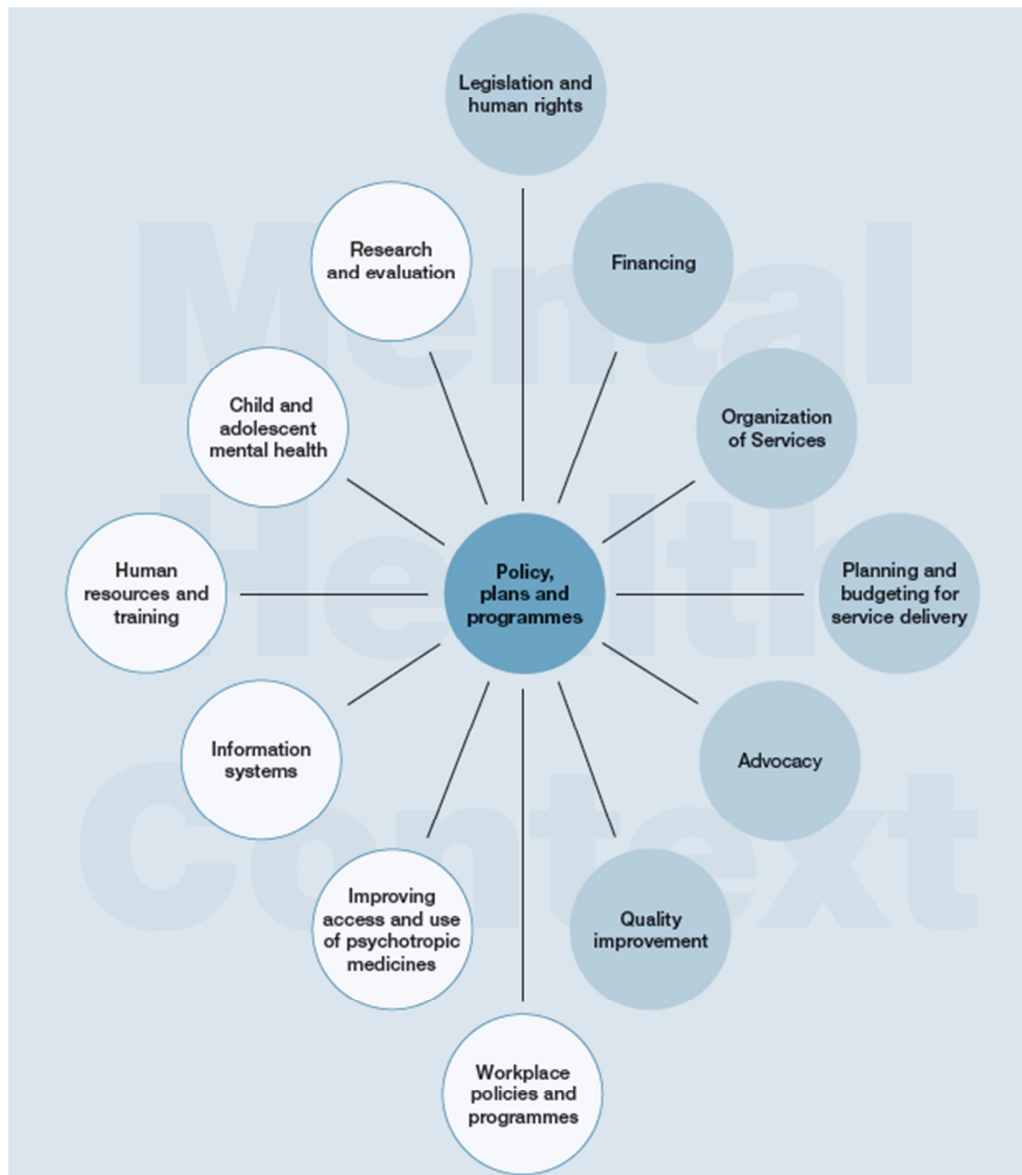 Mental
Health
Context
Legislation and
human rights
Research
and evaluation
Financing
Child and
adolescent
mental health
Organization
of Services
Human
resources and
training
Policy,
plans and
programmes
Planning and
budgeting for
service delivery
Information
systems
Advocacy
Improving
access and use
of psychotropic
medicines
Quality
improvement
Workplace
policies and
programmes